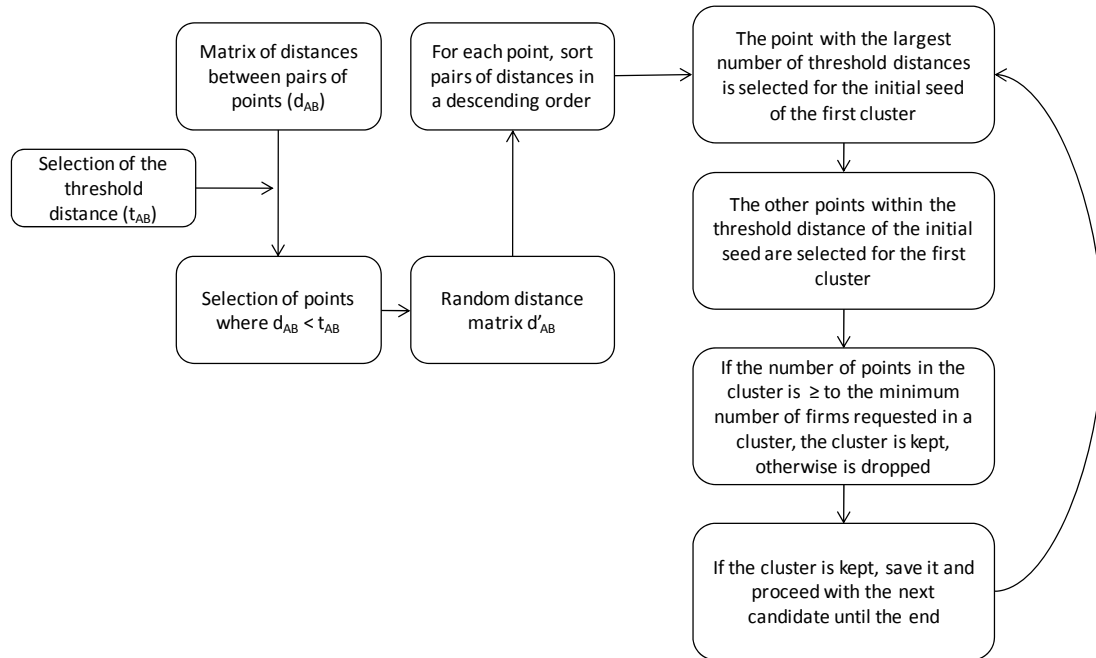 Matrix of distances
between pairs of
points (dAB)
Selection of the
threshold
distance (tAB)
Selection of points
where dAB < tAB
Random distance
matrix d'AB
For each point, sort
pairs of distances in
a descending order
The point with the largest
number of threshold distances
is selected for the initial seed
of the first cluster
The other points within the
threshold distance of the initial
seed are selected for the first
cluster
If the number of points in the
cluster is ≥ to the minimum
number of firms requested in a
cluster, the cluster is kept,
otherwise is dropped
If the cluster is kept, save it and
proceed with the next
candidate until the end